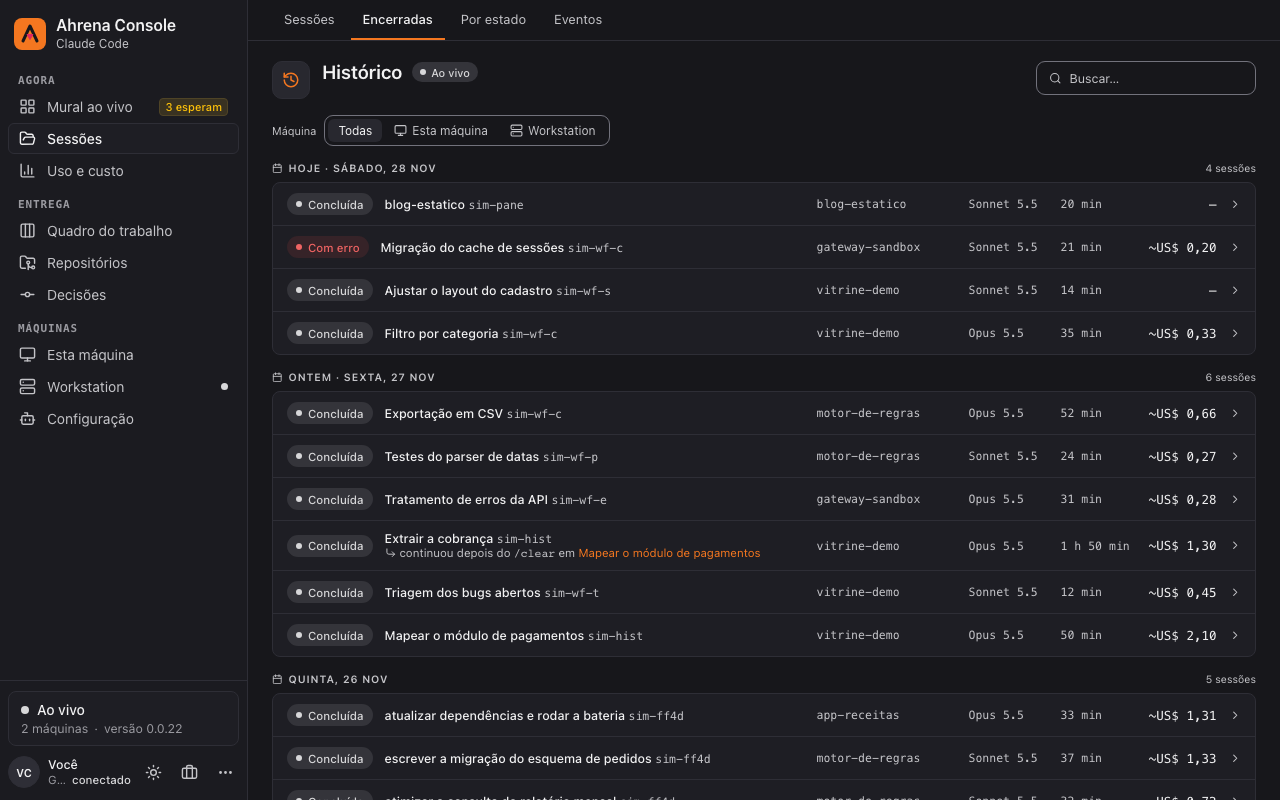 Ahrena Console
Claude Code
AGORA
Mural ao vivo 3 esperam
Sessões
Uso e custo
ENTREGA
Quadro do trabalho
Repositórios
Decisões
MÁQUINAS
Esta máquina
Workstation
Configuração
Ao vivo
2 máquinas · versão 0.0.22
VC Você
G... conectado
Sessões Encerradas Por estado Eventos
Histórico Ao vivo
Buscar...
Máquina Todas Esta máquina Workstation
HOJE · SÁBADO, 28 NOV 4 sessões
Concluída blog-estatico sim-pane blog-estatico Sonnet 5.5 20 min –
Com erro Migração do cache de sessões sim-wf-c gateway-sandbox Sonnet 5.5 21 min ~US$ 0,20
Concluída Ajustar o layout do cadastro sim-wf-s vitrine-demo Sonnet 5.5 14 min –
Concluída Filtro por categoria sim-wf-c vitrine-demo Opus 5.5 35 min ~US$ 0,33
ONTEM · SEXTA, 27 NOV 6 sessões
Concluída Exportação em CSV sim-wf-c motor-de-regras Opus 5.5 52 min ~US$ 0,66
Concluída Testes do parser de datas sim-wf-p motor-de-regras Sonnet 5.5 24 min ~US$ 0,27
Concluída Tratamento de erros da API sim-wf-e gateway-sandbox Opus 5.5 31 min ~US$ 0,28
Concluída Extrair a cobrança sim-hist vitrine-demo Opus 5.5 1 h 50 min ~US$ 1,30
↳ continuou depois do /clear em Mapear o módulo de pagamentos
Concluída Triagem dos bugs abertos sim-wf-t vitrine-demo Sonnet 5.5 12 min ~US$ 0,45
Concluída Mapear o módulo de pagamentos sim-hist vitrine-demo Opus 5.5 50 min ~US$ 2,10
QUINTA, 26 NOV 5 sessões
Concluída atualizar dependências e rodar a bateria sim-ff4d app-receitas Opus 5.5 33 min ~US$ 1,31
Concluída escrever a migração do esquema de pedidos sim-ff4d motor-de-regras Sonnet 5.5 37 min ~US$ 1,33